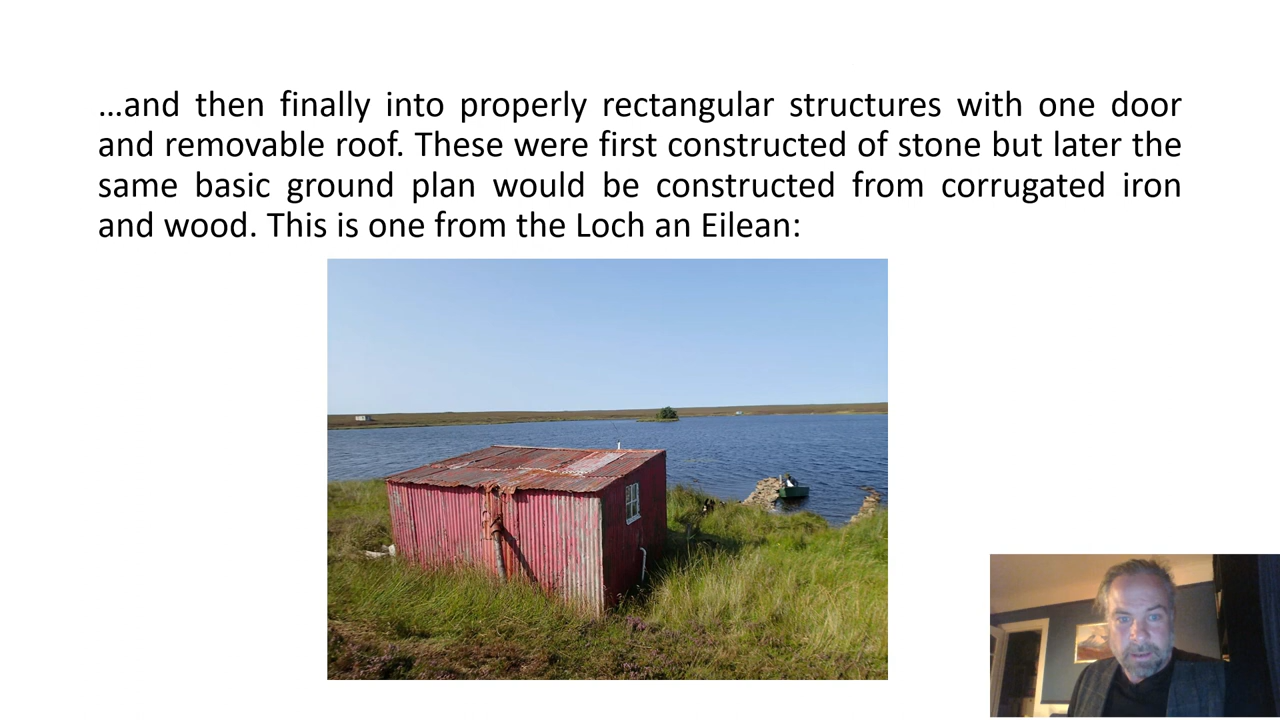 …and then finally into properly rectangular structures with one door
and removable roof. These were first constructed of stone but later the
same basic ground plan would be constructed from corrugated iron
and wood. This is one from the Loch an Eilean: